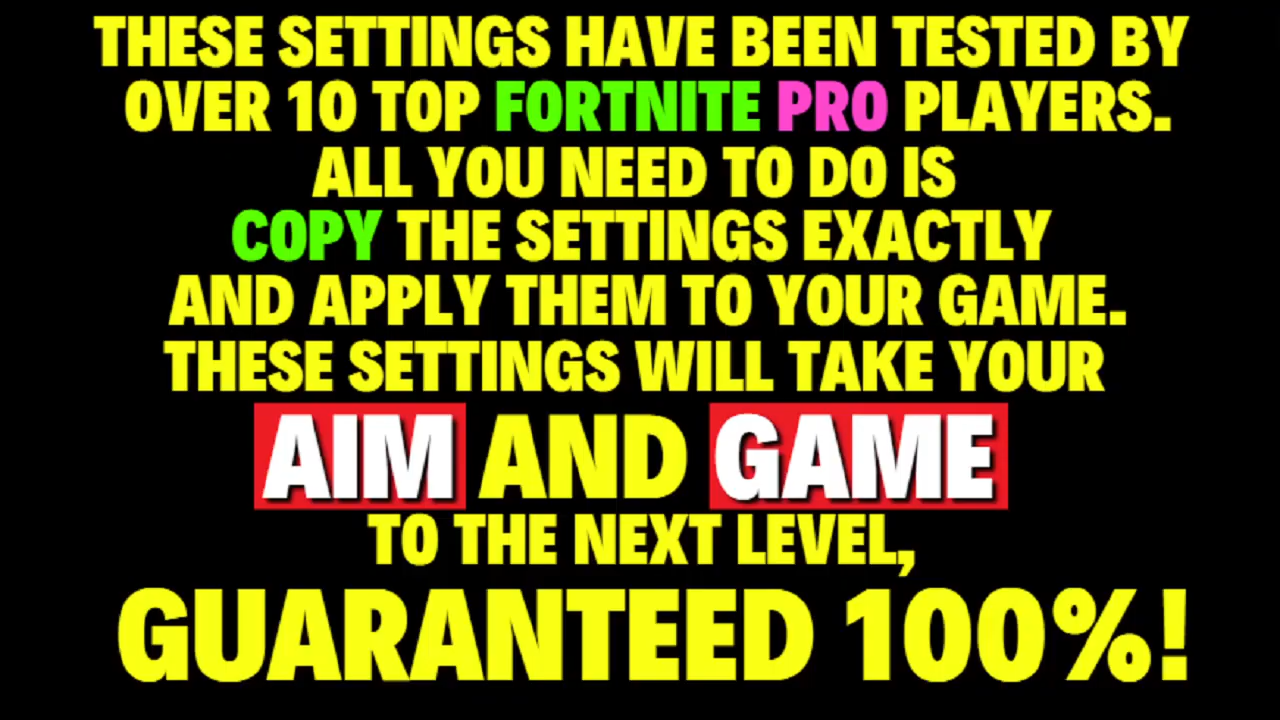 THESE SETTINGS HAVE BEEN TESTED BY
OVER 10 TOP FORTNITE PRO PLAYERS.
ALL YOU NEED TO DO IS
COPY THE SETTINGS EXACTLY
AND APPLY THEM TO YOUR GAME.
THESE SETTINGS WILL TAKE YOUR
AIM AND GAME
TO THE NEXT LEVEL,
GUARANTEED 100%!